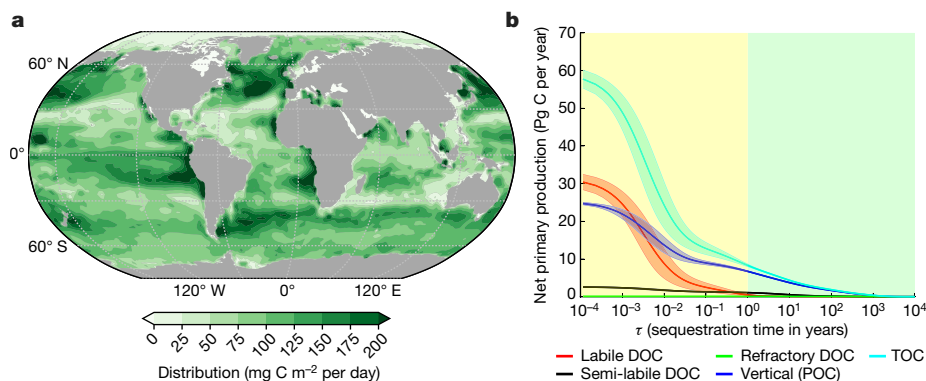 a
60° N
0°
60° S
120° W 0° 120° E
0 25 50 75 100 125 150 175 200
Distribution (mg C m⁻² per day)
b
Net primary production (Pg C per year)
70
60
50
40
30
20
10
0
10⁻⁴ 10⁻³ 10⁻² 10⁻¹ 10⁰ 10¹ 10² 10³ 10⁴
τ (sequestration time in years)
Labile DOC Refractory DOC TOC
Semi-labile DOC Vertical (POC)